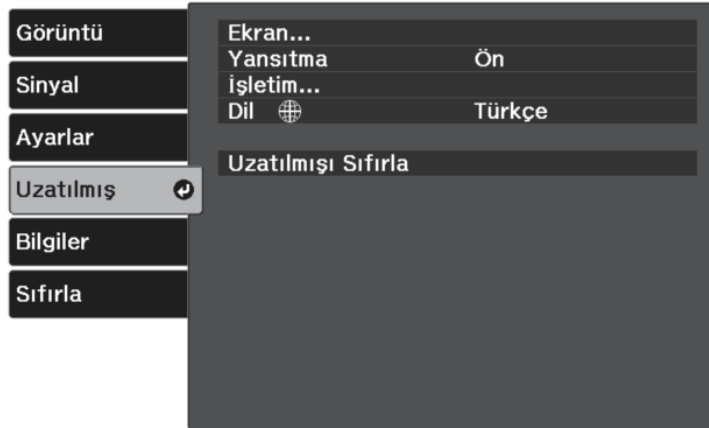 Görüntü
Sinyal
Ayarlar
Uzatılmış
Bilgiler
Sıfırla
Ekran...
Yansıtma Ön
İşletim...
Dil Türkçe
Uzatılmışı Sıfırla